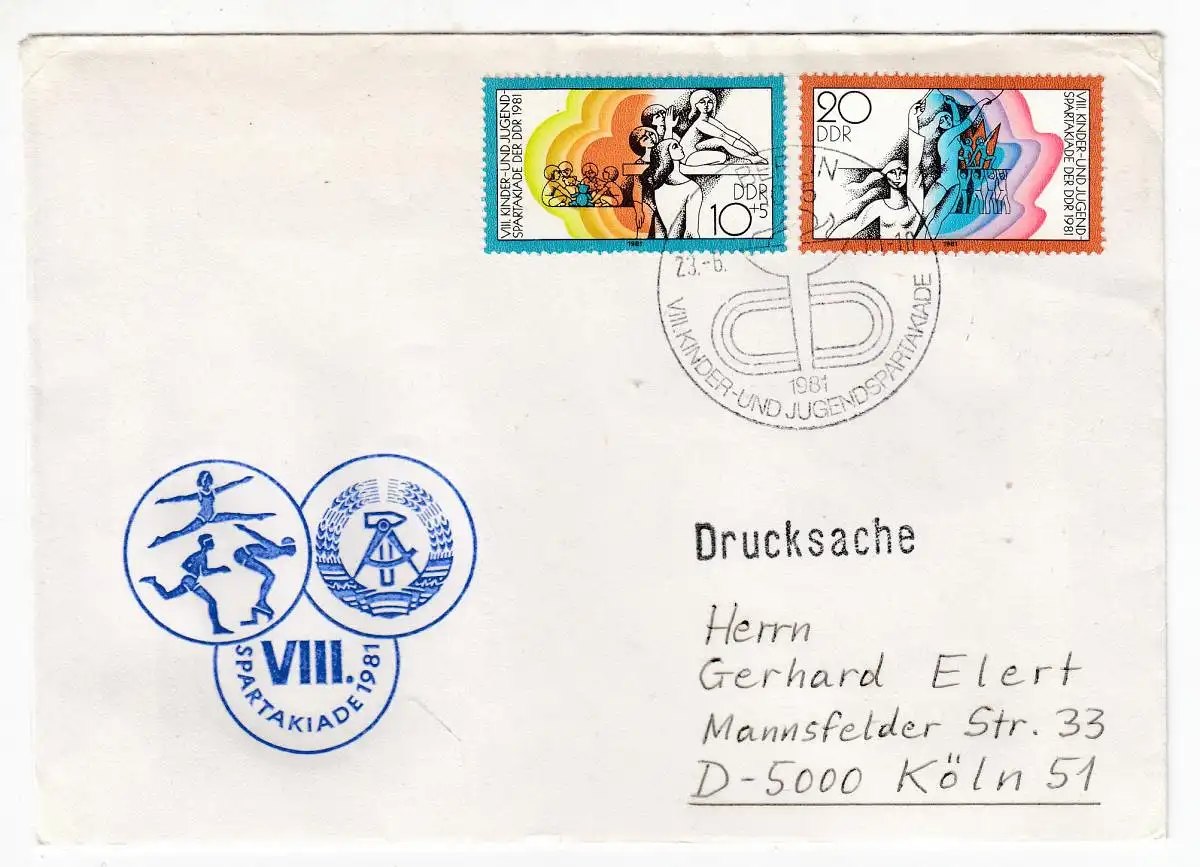 VIII. KINDER-UND JUGEND-
SPARTAKIADE DER DDR 1981
DDR
10+5
1981
20
DDR
VIII. KINDER-UND JUGEND-
SPARTAKIADE DER DDR 1981
1981
23.-6.
1981
VIII. KINDER-UND JUGENDSPARTAKIADE
VIII.
SPARTAKIADE 1981
Drucksache
Herrn
Gerhard Elert
Mannsfelder Str. 33
D-5000 Köln 51